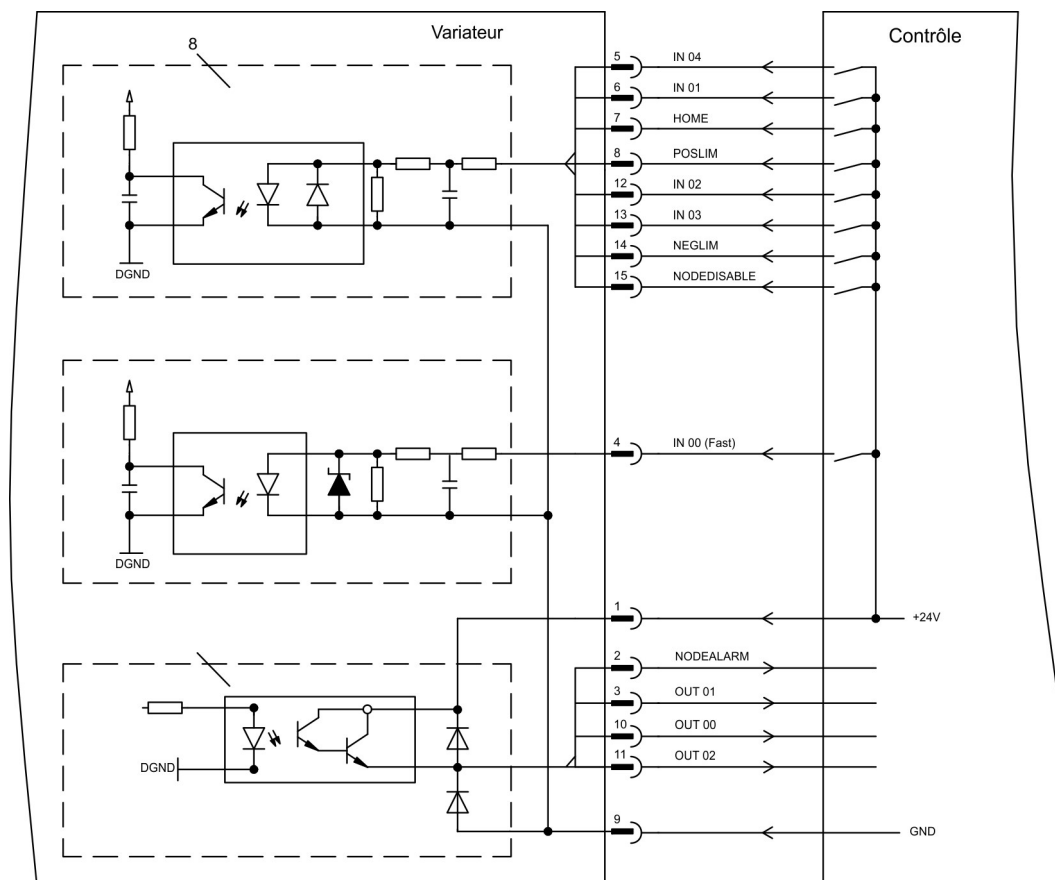 Variateur
Contrôle
8
5 IN 04
6 IN 01
7 HOME
8 POSLIM
12 IN 02
13 IN 03
14 NEGLIM
15 NODEDISABLE
DGND
4 IN 00 (Fast)
DGND
1 +24V
2 NODEALARM
3 OUT 01
10 OUT 00
11 OUT 02
DGND
9 GND